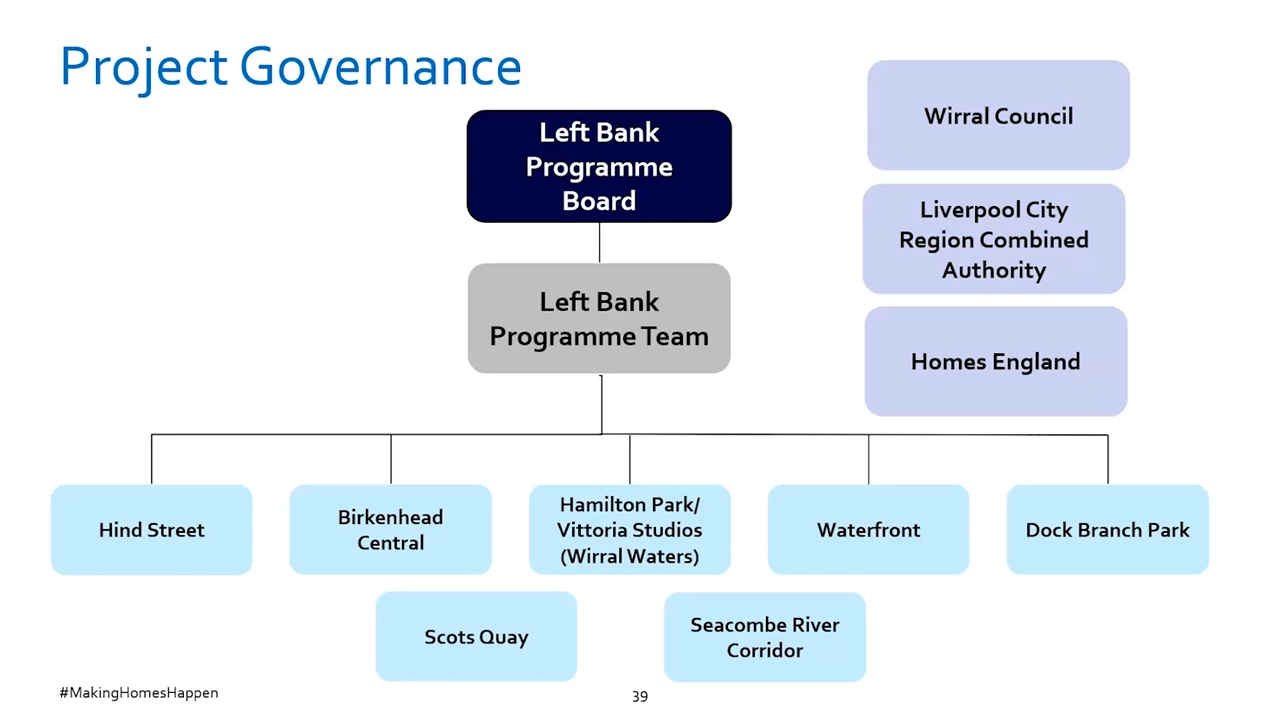 Project Governance
Left Bank
Programme
Board
Wirral Council
Liverpool City
Region Combined
Authority
Left Bank
Programme Team
Homes England
Hind Street
Birkenhead
Central
Hamilton Park/
Vittoria Studios
(Wirral Waters)
Waterfront
Dock Branch Park
Scots Quay
Seacombe River
Corridor
#MakingHomesHappen
39